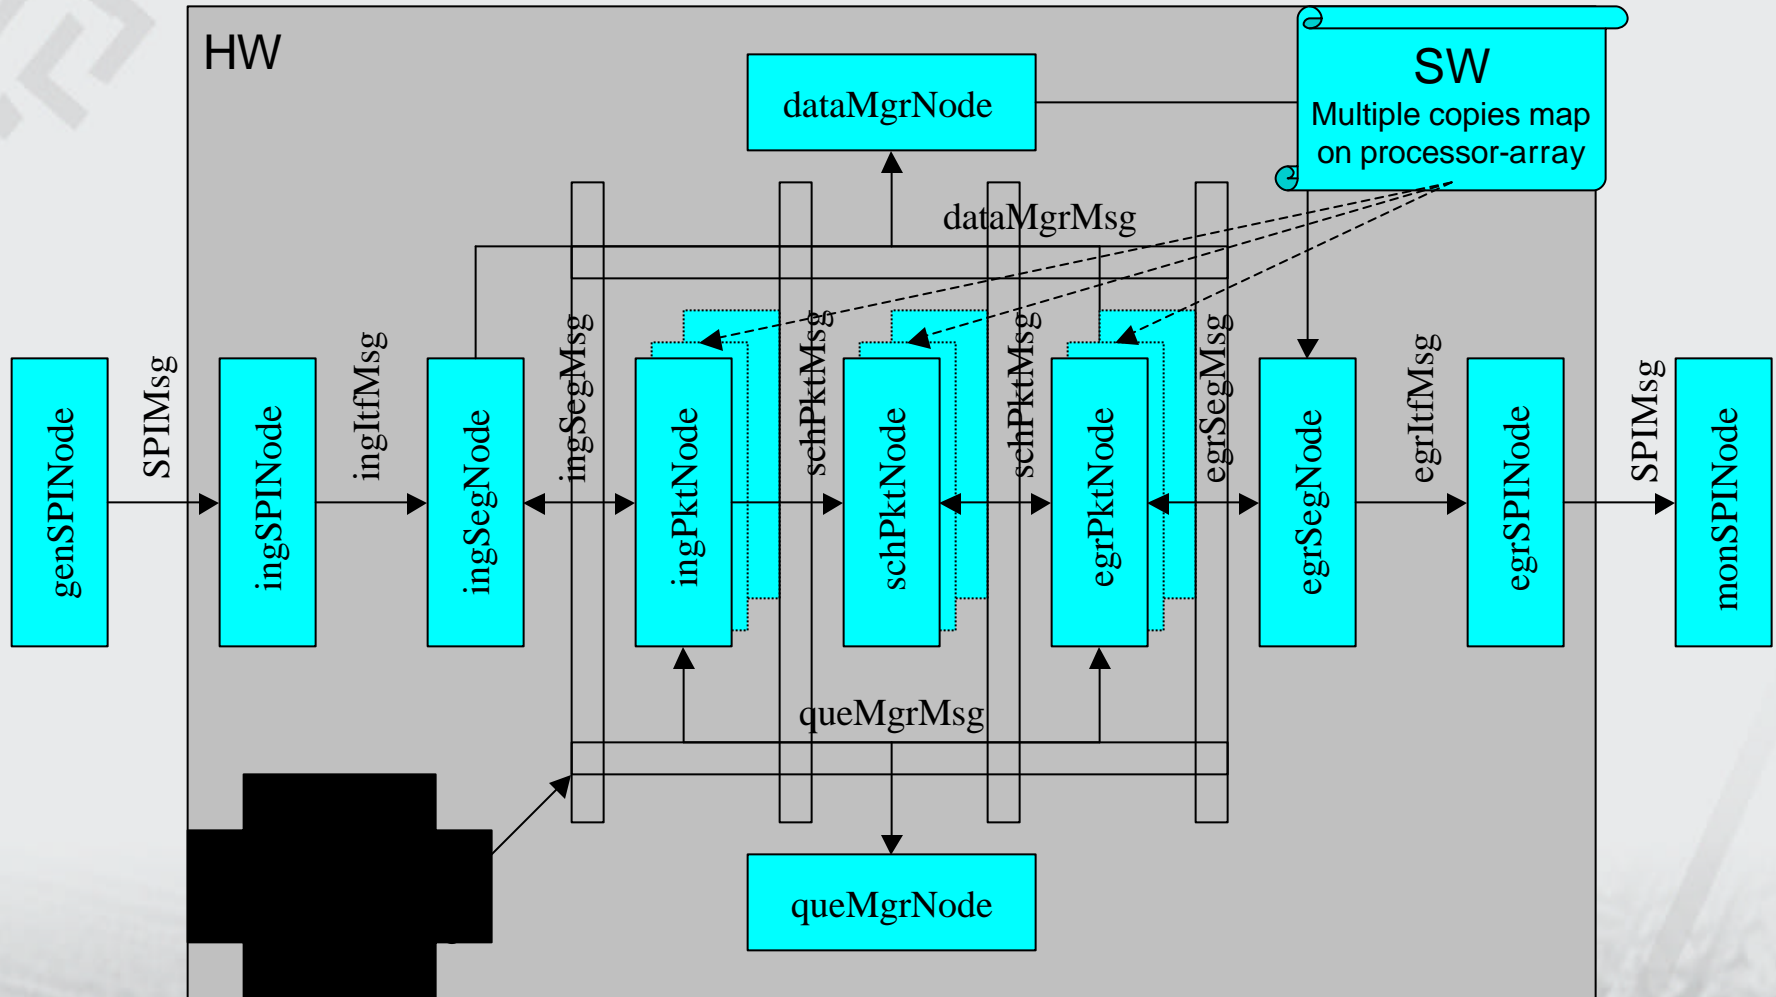 HW
SW
Multiple copies map
on processor-array
dataMgrNode
dataMgrMsg
genSPINode
SPIMsg
ingSPINode
ingItfMsg
ingSegNode
ingSegMsg
ingPktNode
schPktMsg
schPktNode
schPktMsg
egrPktNode
egrSegMsg
egrSegNode
egrItfMsg
egrSPINode
SPIMsg
monSPINode
queMgrMsg
queMgrNode